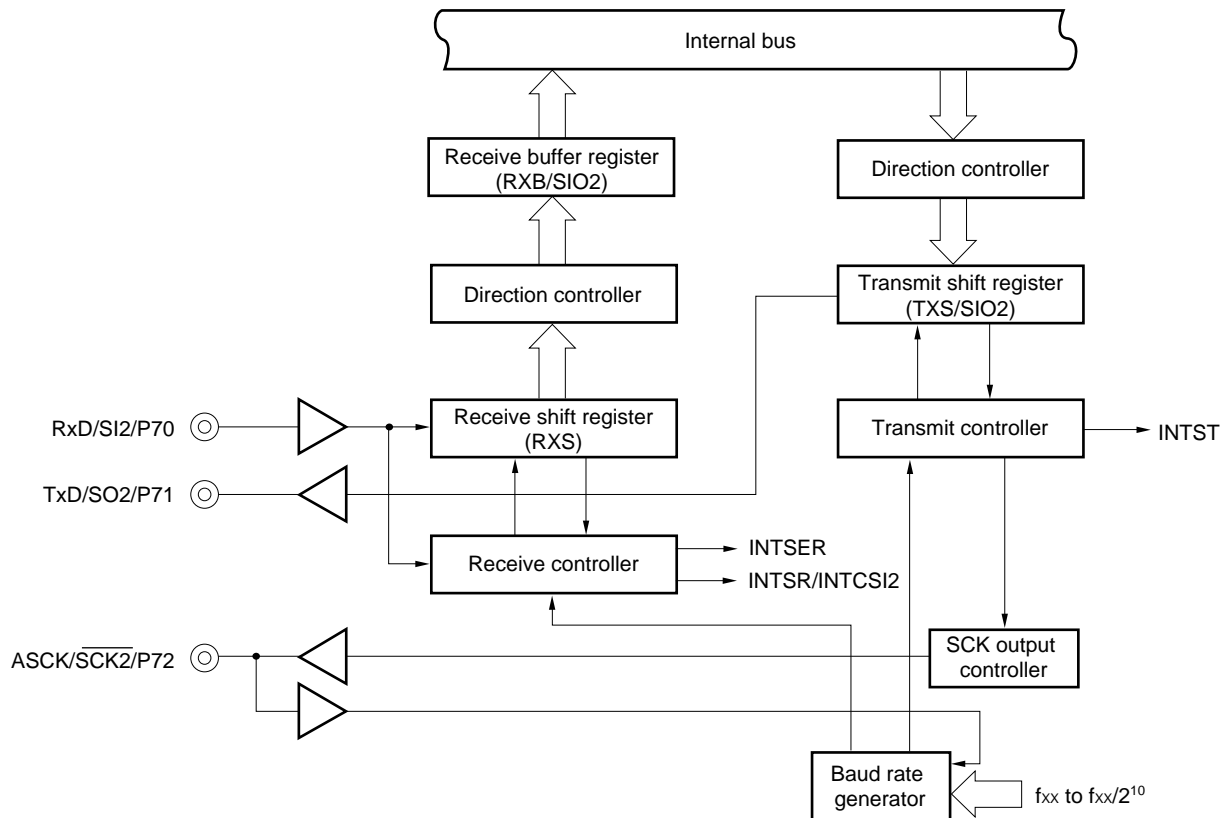 Internal bus
Receive buffer register
(RXB/SIO2)
Direction controller
Direction controller
Transmit shift register
(TXS/SIO2)
Receive shift register
(RXS)
Transmit controller
RxD/SI2/P70
INTST
TxD/SO2/P71
INTSER
Receive controller
INTSR/INTCSI2
ASCK/S̅C̅K̅2̅/P72
SCK output
controller
Baud rate
generator
fxx to fxx/2¹⁰